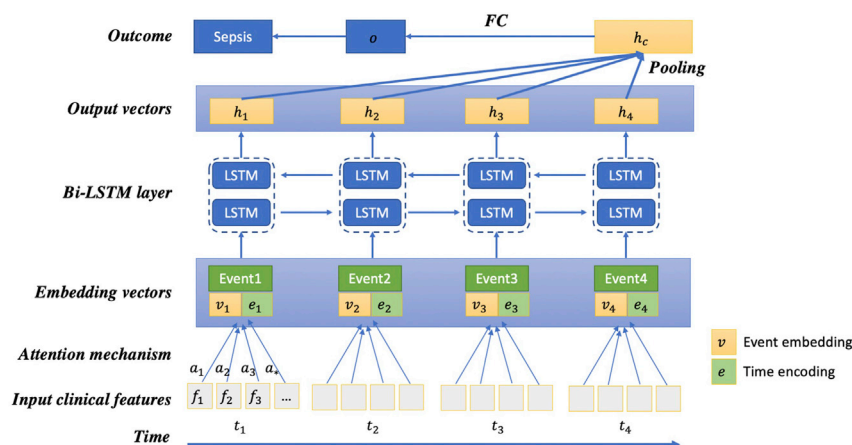 FC
Outcome Sepsis o h_c
Pooling
Output vectors h_1 h_2 h_3 h_4
LSTM LSTM LSTM LSTM
Bi-LSTM layer
LSTM LSTM LSTM LSTM
Event1 Event2 Event3 Event4
Embedding vectors v_1 e_1 v_2 e_2 v_3 e_3 v_4 e_4
v Event embedding
Attention mechanism
a_1 a_2 a_3 a_*
e Time encoding
Input clinical features f_1 f_2 f_3 ...
t_1 t_2 t_3 t_4
Time